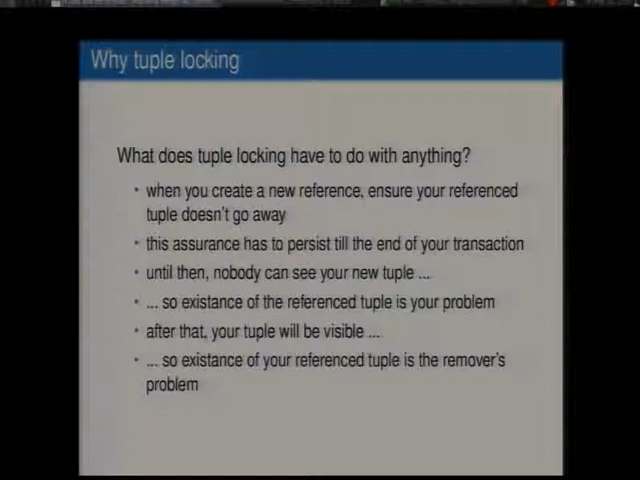 Why tuple locking
What does tuple locking have to do with anything?
• when you create a new reference, ensure your referenced
tuple doesn't go away
• this assurance has to persist till the end of your transaction
• until then, nobody can see your new tuple ...
• ... so existance of the referenced tuple is your problem
• after that, your tuple will be visible ...
• ... so existance of your referenced tuple is the remover's
problem